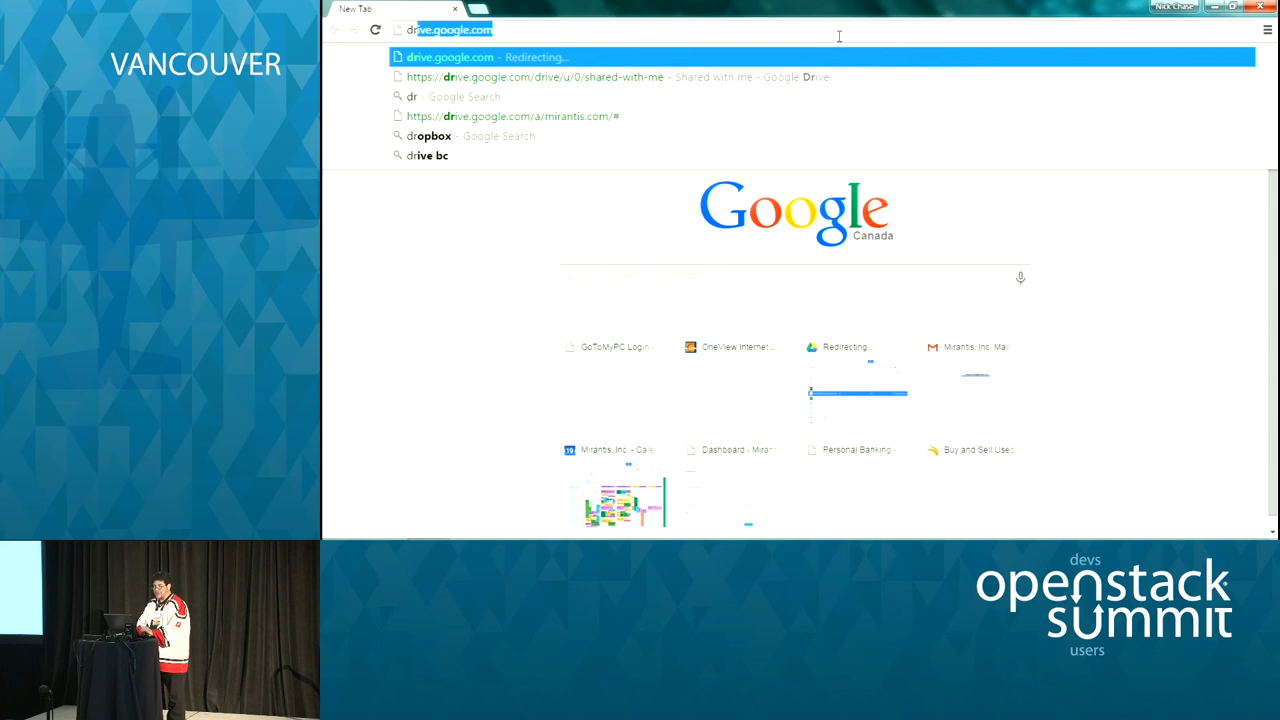 VANCOUVER
New Tab
Nick Chase
drive.google.com
drive.google.com - Redirecting...
https://drive.google.com/drive/u/0/shared-with-me - Shared with me - Google Drive
dr - Google Search
https://drive.google.com/a/mirantis.com/#
dropbox - Google Search
drive bc
Google
Canada
GoToMyPC Login -
OneView Internet ...
Redirecting...
Mirantis, Inc. Mai
19
Mirantis, Inc. - Cale
Dashboard | Mirant
Personal Banking -
Buy and Sell Used
devs
openstack
summit
users